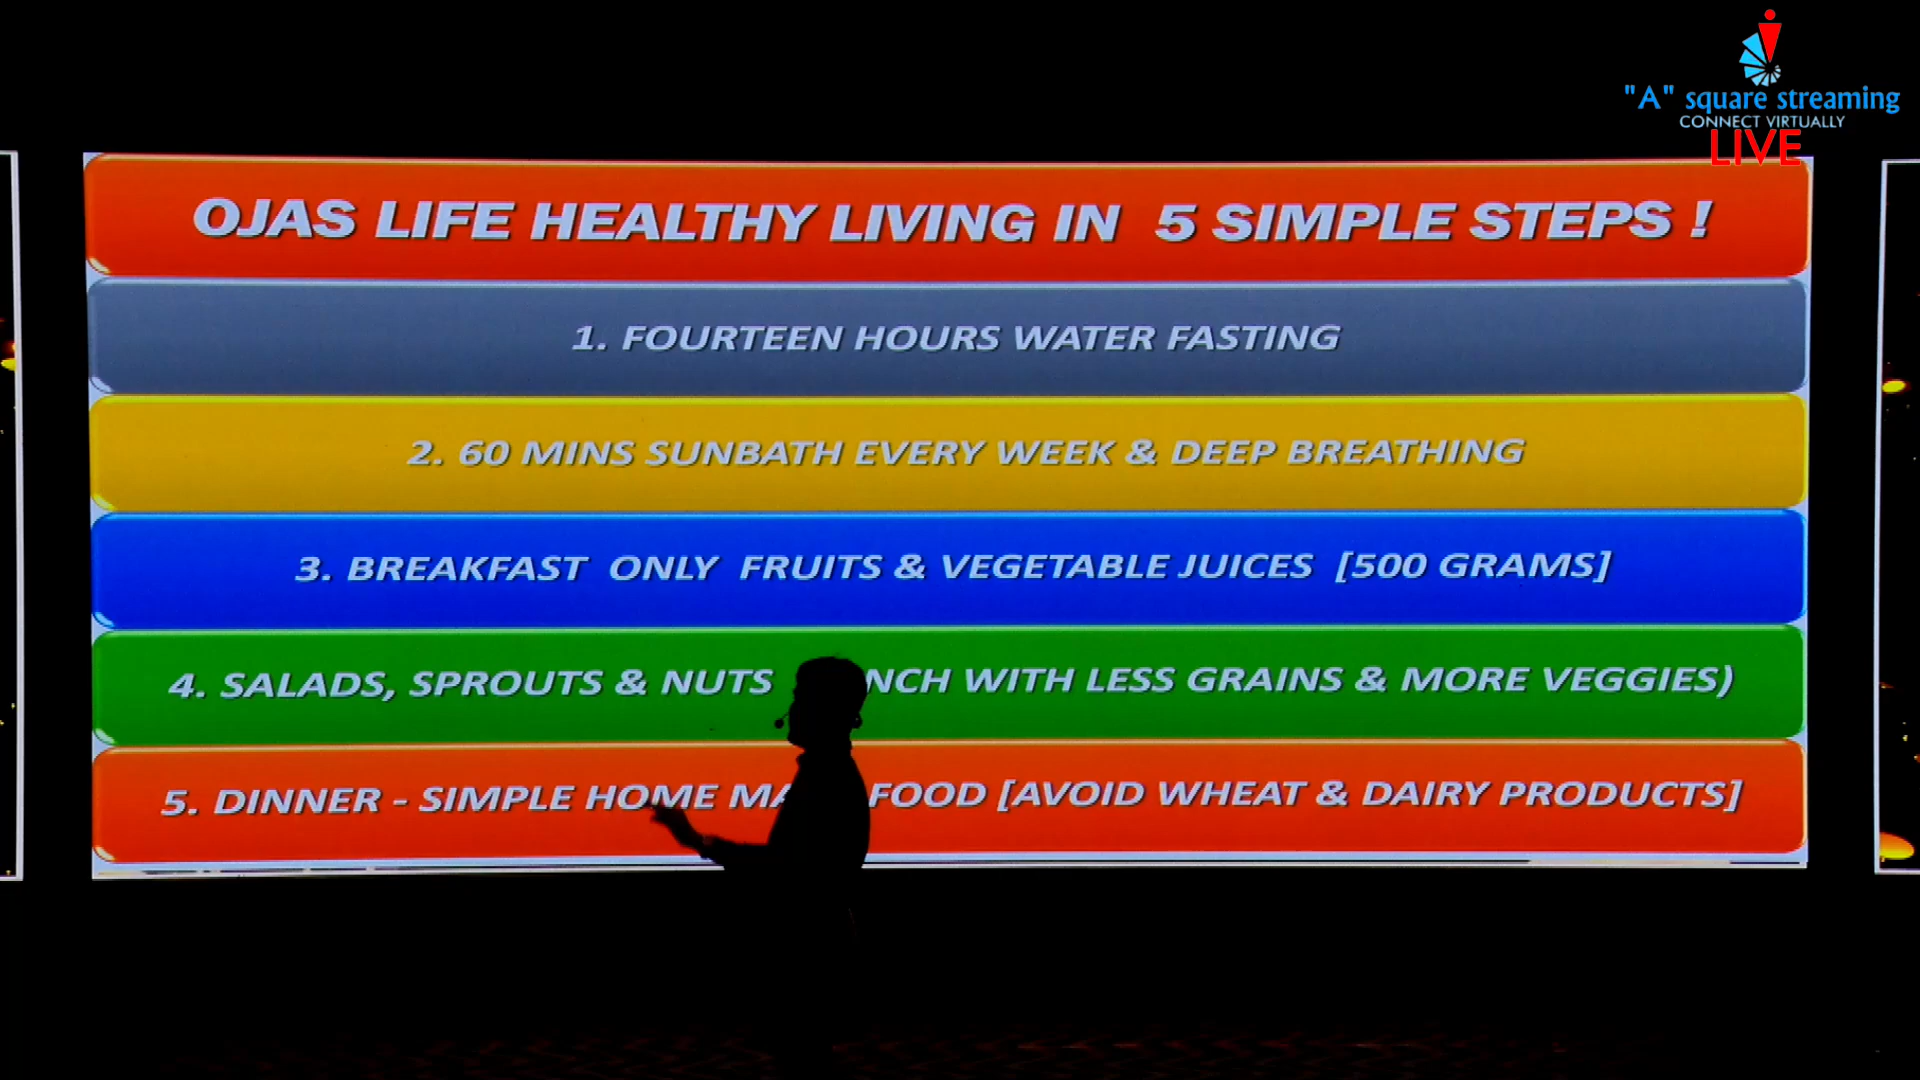 "A" square streaming
CONNECT VIRTUALLY
LIVE
OJAS LIFE HEALTHY LIVING IN 5 SIMPLE STEPS !
1. FOURTEEN HOURS WATER FASTING
2. 60 MINS SUNBATH EVERY WEEK & DEEP BREATHING
3. BREAKFAST ONLY FRUITS & VEGETABLE JUICES [500 GRAMS]
4. SALADS, SPROUTS & NUTS WITH LESS GRAINS & MORE VEGGIES)
5. DINNER - SIMPLE HOME FOOD [AVOID WHEAT & DAIRY PRODUCTS]